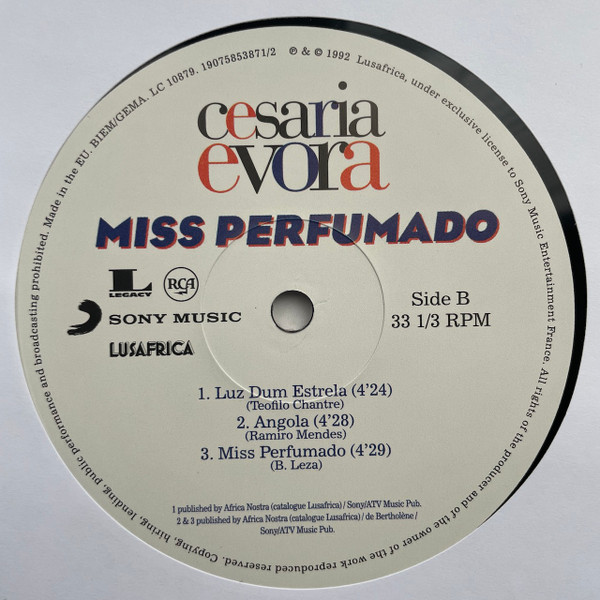 Made in the EU. BIEM/GEMA. LC 10879. 19075853871/2 ℗ & © 1992 Lusafrica, under exclusive license to Sony Music Entertainment France. All rights of the producer and of the owner of the work reproduced reserved. Copying, hiring, lending, public performance and broadcasting prohibited.
cesaria
evora
MISS PERFUMADO
L
LEGACY
RCA
SONY MUSIC
LUSAFRICA
Side B
33 1/3 RPM
1. Luz Dum Estrela (4'24)
(Teofilo Chantre)
2. Angola (4'28)
(Ramiro Mendes)
3. Miss Perfumado (4'29)
(B. Leza)
1 published by Africa Nostra (catalogue Lusafrica) / Sony/ATV Music Pub.
2 & 3 published by Africa Nostra (catalogue Lusafrica) / de Bertholène /
Sony/ATV Music Pub.